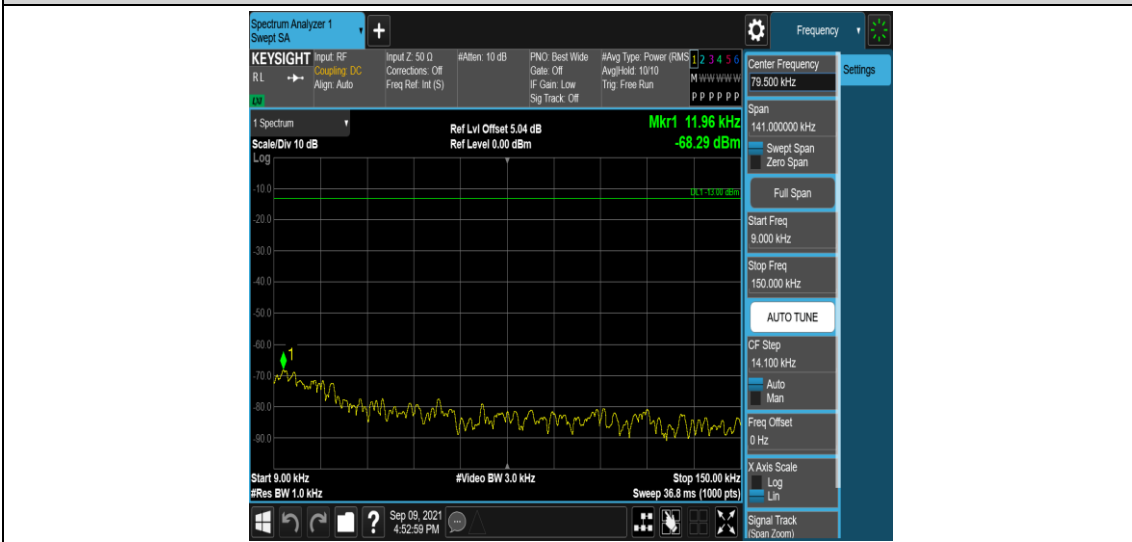 Spectrum Analyzer 1
Swept SA
+
Frequency
KEYSIGHT
Input: RF
Input Z: 50 Ω
#Atten: 10 dB
PNO: Best Wide
#Avg Type: Power (RMS
1 2 3 4 5 6
RL
Coupling: DC
Corrections: Off
Gate: Off
Avg|Hold: 10/10
M W W W W W
Align: Auto
Freq Ref: Int (S)
IF Gain: Low
Trig: Free Run
Sig Track: Off
P P P P P P
LXI
1 Spectrum
Ref Lvl Offset 5.04 dB
Mkr1 11.96 kHz
Scale/Div 10 dB
Ref Level 0.00 dBm
-68.29 dBm
Log
DL1 -13.00 dBm
-10.0
-20.0
-30.0
-40.0
-50.0
-60.0
1
-70.0
-80.0
-90.0
Start 9.00 kHz
#Video BW 3.0 kHz
Stop 150.00 kHz
#Res BW 1.0 kHz
Sweep 36.8 ms (1000 pts)
?
Sep 09, 2021
4:52:59 PM
Center Frequency
79.500 kHz
Settings
Span
141.000000 kHz
Swept Span
Zero Span
Full Span
Start Freq
9.000 kHz
Stop Freq
150.000 kHz
AUTO TUNE
CF Step
14.100 kHz
Auto
Man
Freq Offset
0 Hz
X Axis Scale
Log
Lin
Signal Track
(Span Zoom)